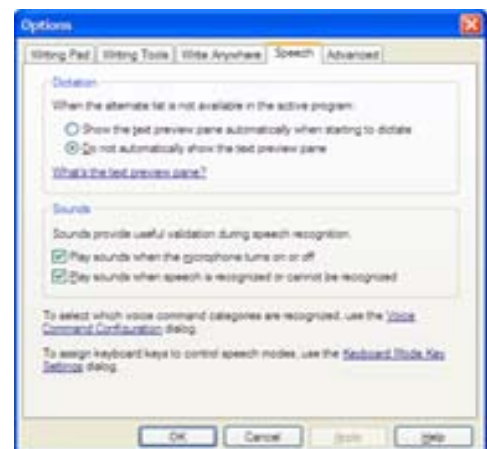 Options
Writing Pad Writing Tools Write Anywhere Speech Advanced
Dictation
When the alternate list is not available in the active program:
Show the text preview pane automatically when starting to dictate
Do not automatically show the text preview pane
What's the text preview pane?
Sounds
Sounds provide useful validation during speech recognition.
Play sounds when the microphone turns on or off
Play sounds when speech is recognized or cannot be recognized
To select which voice command categories are recognized, use the Voice
Command Configuration dialog.
To assign keyboard keys to control speech modes, use the Keyboard Mode Key
Settings dialog.
OK Cancel Apply Help